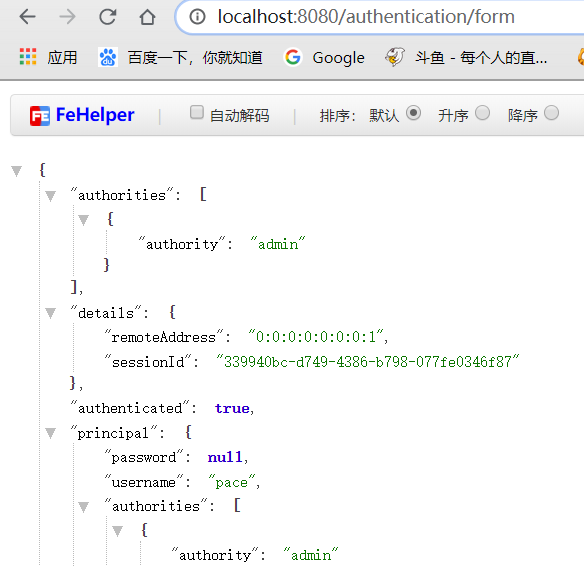 localhost:8080/authentication/form
应用 百度一下，你就知道 Google 斗鱼 - 每个人的直...
FE FeHelper | 自动解码 | 排序： 默认 升序 降序
{
"authorities": [
{
"authority": "admin"
}
],
"details": {
"remoteAddress": "0:0:0:0:0:0:0:1",
"sessionId": "339940bc-d749-4386-b798-077fe0346f87"
},
"authenticated": true,
"principal": {
"password": null,
"username": "pace",
"authorities": [
{
"authority": "admin"